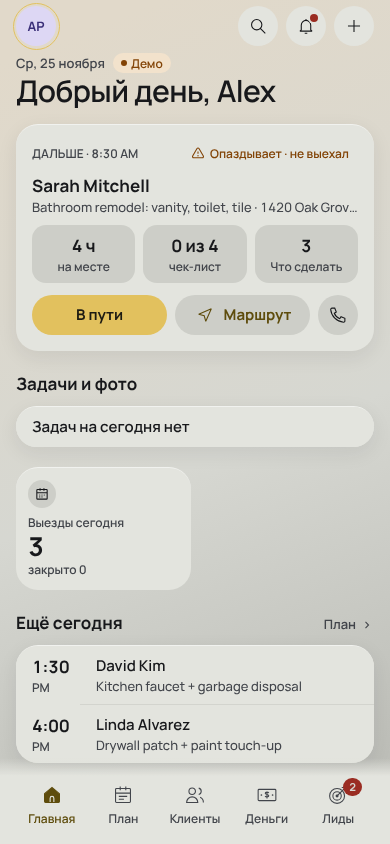 AP
Ср, 25 ноября
Демо
Добрый день, Alex
ДАЛЬШЕ · 8:30 AM
Опаздывает · не выехал
Sarah Mitchell
Bathroom remodel: vanity, toilet, tile · 1420 Oak Grov...
4 ч
на месте
0 из 4
чек-лист
3
Что сделать
В пути
Маршрут
Задачи и фото
Задач на сегодня нет
Выезды сегодня
3
закрыто 0
Ещё сегодня
План
1:30
PM
David Kim
Kitchen faucet + garbage disposal
4:00
PM
Linda Alvarez
Drywall patch + paint touch-up
2
Главная
План
Клиенты
Деньги
Лиды